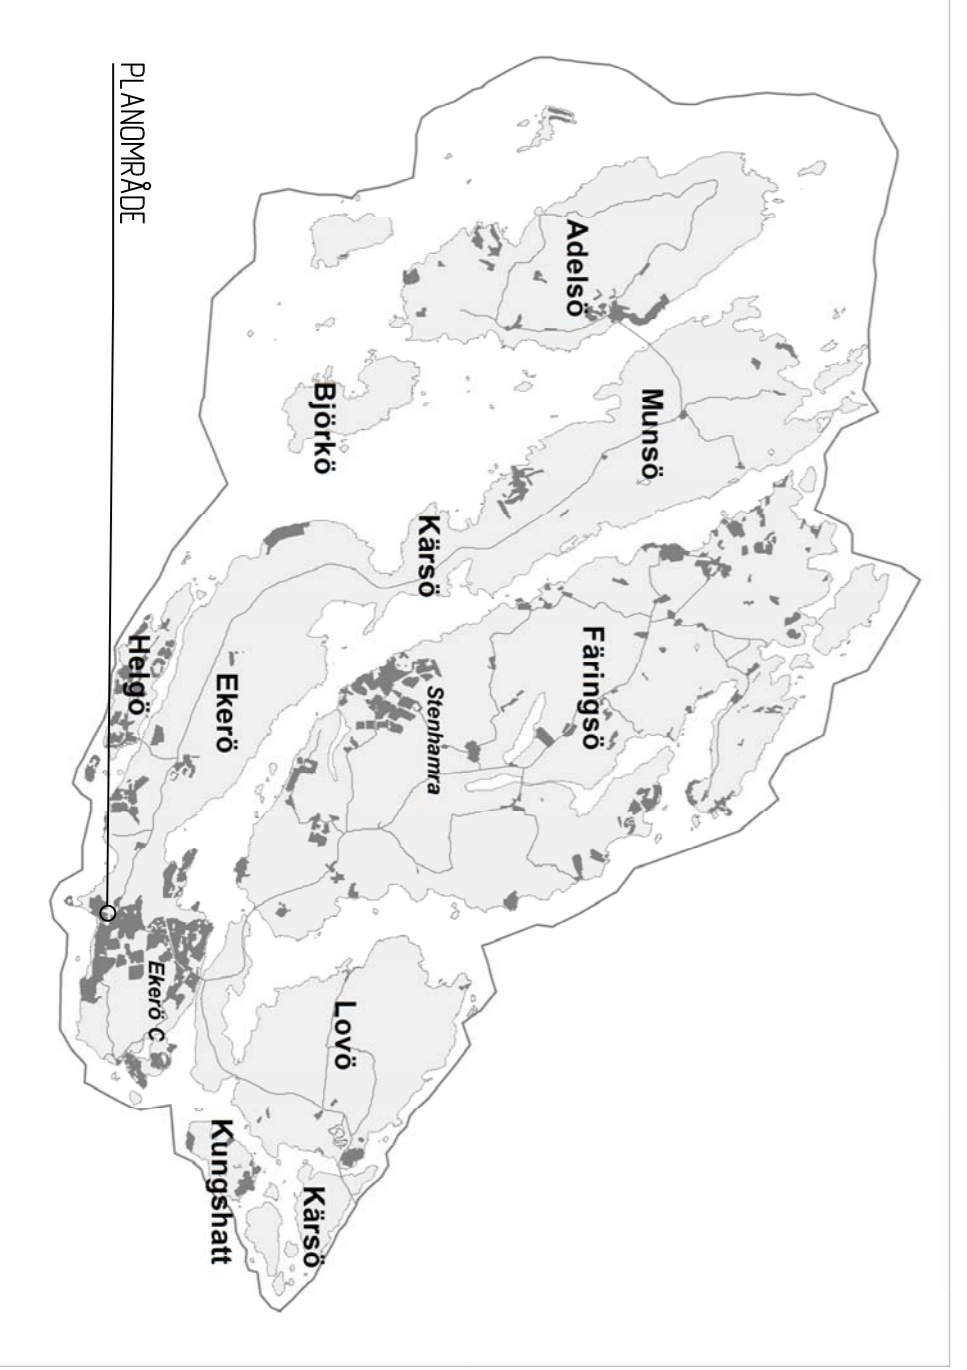 PLANOMRÅDE
Adelsö
Munsö
Björkö
Kärsö
Färingsö
Stenhamra
Helgö
Ekerö
Ekerö C
Lovö
Kungshatt
Kärsö